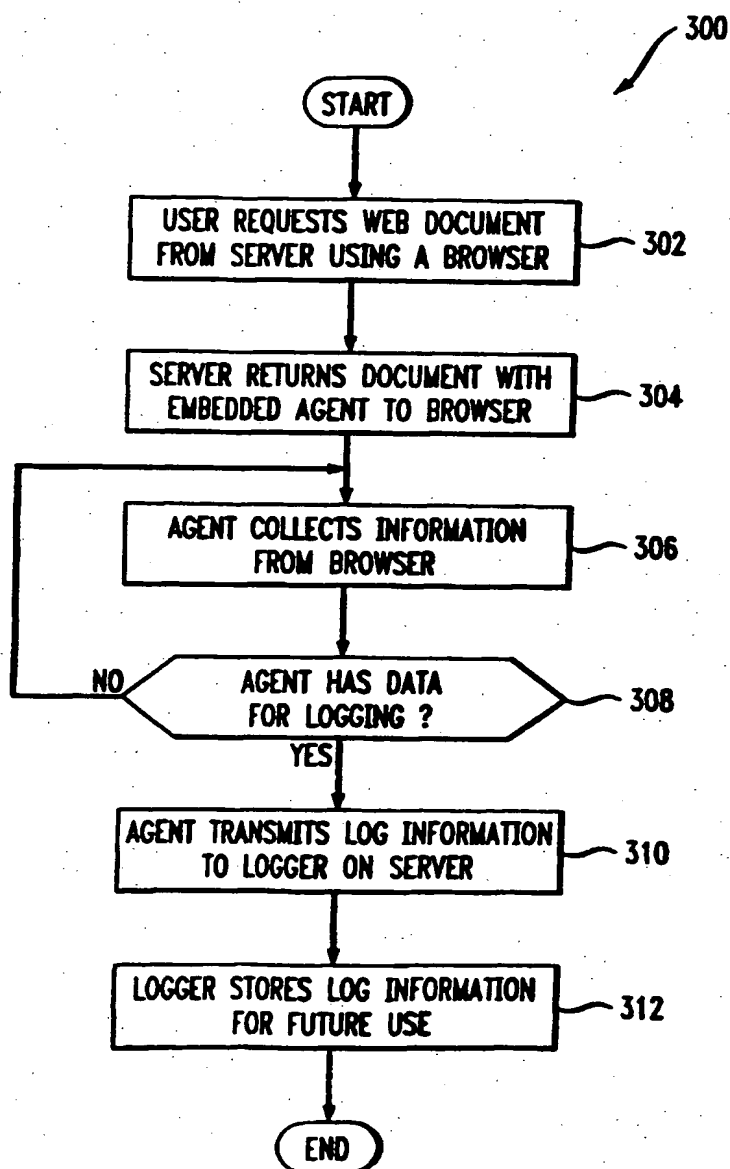 300
START
USER REQUESTS WEB DOCUMENT
FROM SERVER USING A BROWSER
302
SERVER RETURNS DOCUMENT WITH
EMBEDDED AGENT TO BROWSER
304
AGENT COLLECTS INFORMATION
FROM BROWSER
306
NO
AGENT HAS DATA
FOR LOGGING ?
308
YES
AGENT TRANSMITS LOG INFORMATION
TO LOGGER ON SERVER
310
LOGGER STORES LOG INFORMATION
FOR FUTURE USE
312
END